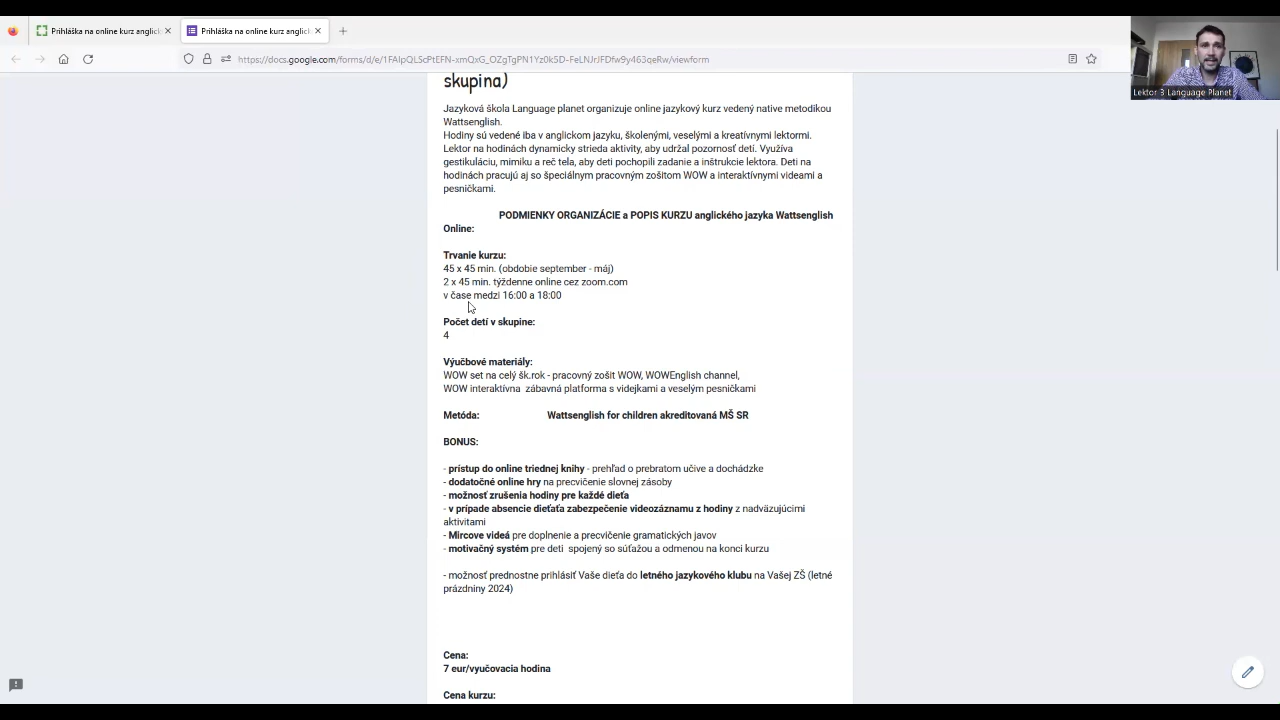 Prihláška na online kurz anglick
Prihláška na online kurz anglick
https://docs.google.com/forms/d/e/1FAIpQLScPtEFN-xmQxG_OZgTgPN1Yz0kSD-FeLNJrJFDfw9y463qeRw/viewform
Lektor 3 Language Planet
skupina)
Jazyková škola Language planet organizuje online jazykový kurz vedený native metodikou
Wattsenglish.
Hodiny sú vedené iba v anglickom jazyku, školenými, veselými a kreatívnymi lektormi.
Lektor na hodinách dynamicky strieda aktivity, aby udržal pozornosť detí. Využíva
gestikuláciu, mimiku a reč tela, aby deti pochopili zadanie a inštrukcie lektora. Deti na
hodinách pracujú aj so špeciálnym pracovným zošitom WOW a interaktívnymi videami a
pesničkami.
PODMIENKY ORGANIZÁCIE a POPIS KURZU anglického jazyka Wattsenglish
Online:
Trvanie kurzu:
45 x 45 min. (obdobie september - máj)
2 x 45 min. týždenne online cez zoom.com
v čase medzi 16:00 a 18:00
Počet detí v skupine:
4
Výučbové materiály:
WOW set na celý šk.rok - pracovný zošit WOW, WOWEnglish channel,
WOW interaktívna zábavná platforma s videjkami a veselým pesničkami
Metóda: Wattsenglish for children akreditovaná MŠ SR
BONUS:
- prístup do online triednej knihy - prehľad o prebratom učive a dochádzke
- dodatočné online hry na precvičenie slovnej zásoby
- možnosť zrušenia hodiny pre každé dieťa
- v prípade absencie dieťaťa zabezpečenie videozáznamu z hodiny z nadväzujúcimi
aktivitami
- Mircove videá pre doplnenie a precvičenie gramatických javov
- motivačný systém pre deti spojený so súťažou a odmenou na konci kurzu
- možnosť prednostne prihlásiť Vaše dieťa do letného jazykového klubu na Vašej ZŠ (letné
prázdniny 2024)
Cena:
7 eur/vyučovacia hodina
Cena kurzu: